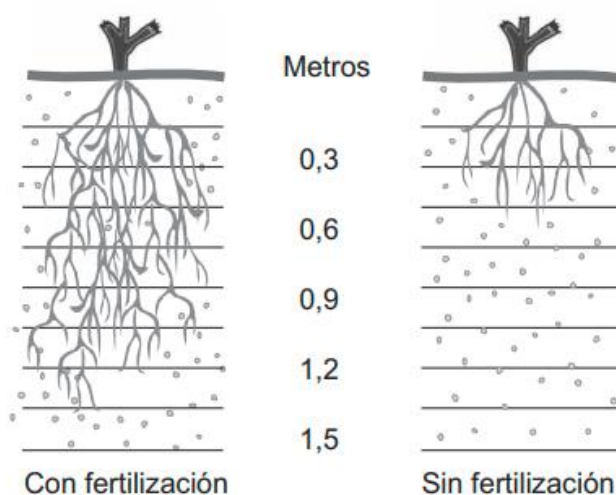 Metros
0,3
0,6
0,9
1,2
1,5
Con fertilización
Sin fertilización